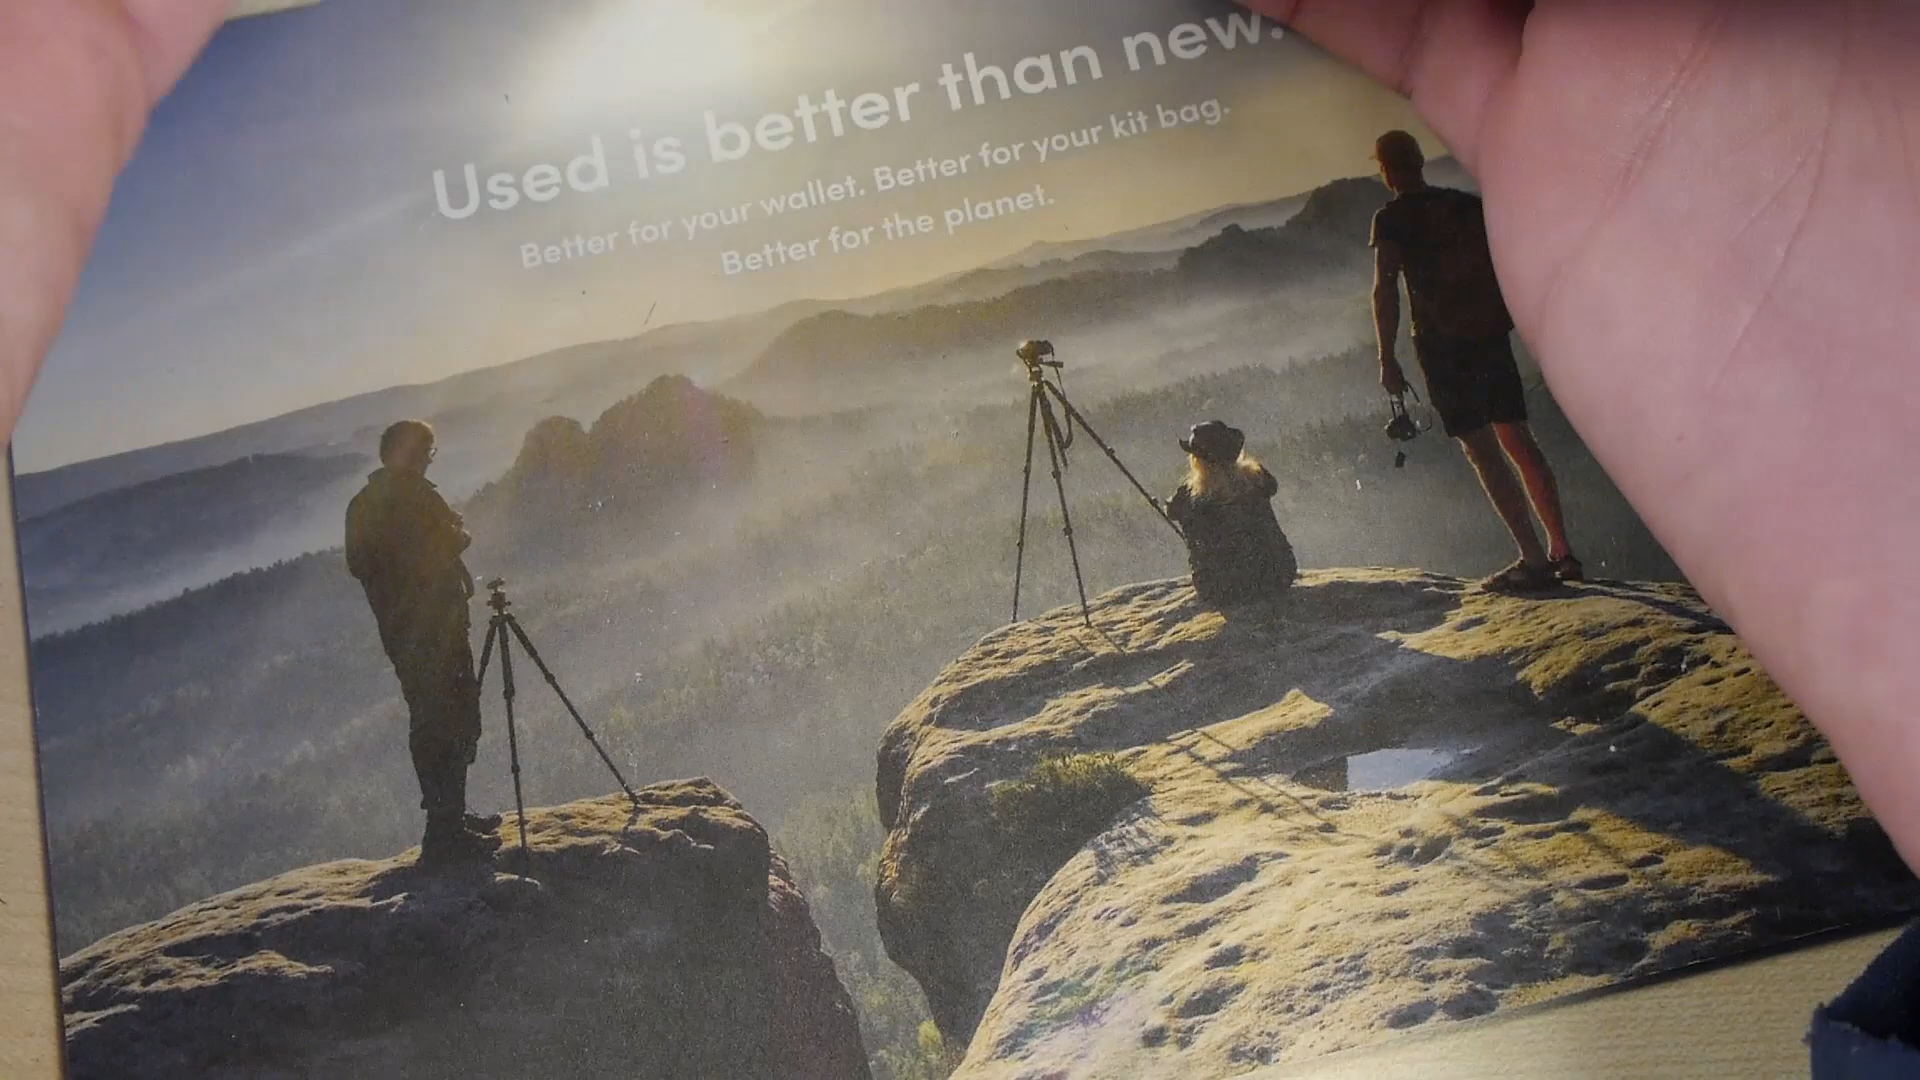 Used is better than new.
Better for your wallet. Better for your kit bag.
Better for the planet.